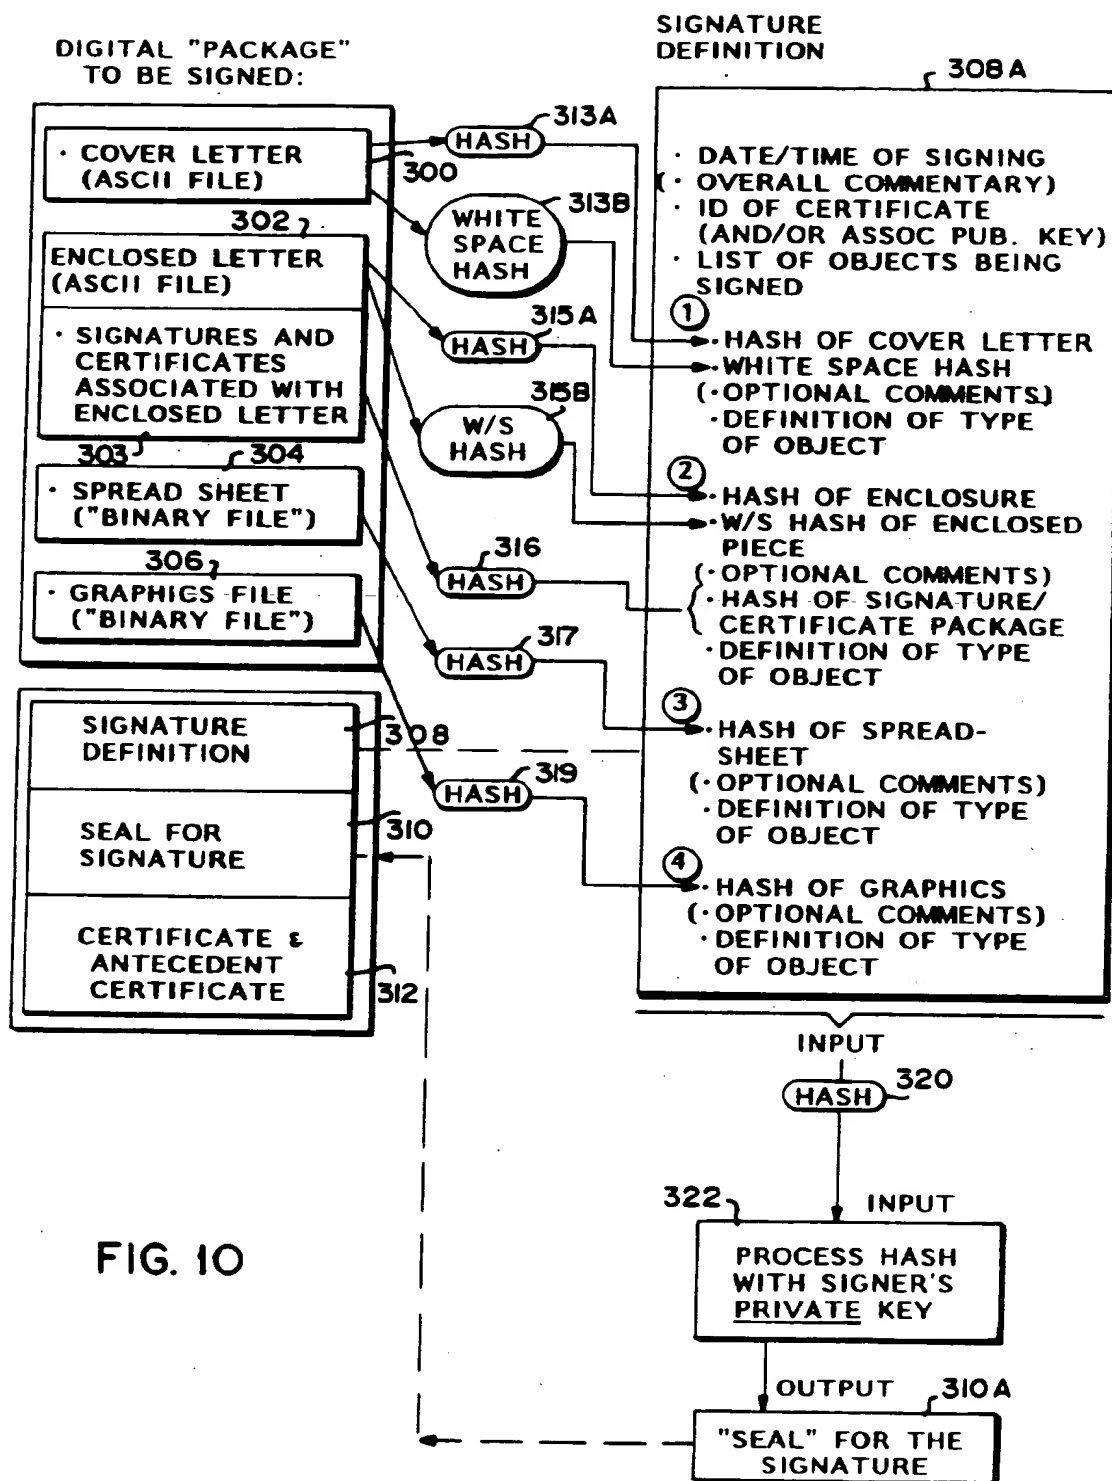 DIGITAL "PACKAGE"
TO BE SIGNED:
· COVER LETTER
(ASCII FILE)
300
302
ENCLOSED LETTER
(ASCII FILE)
· SIGNATURES AND
CERTIFICATES
ASSOCIATED WITH
ENCLOSED LETTER
303
304
· SPREAD SHEET
("BINARY FILE")
306
· GRAPHICS FILE
("BINARY FILE")
SIGNATURE
DEFINITION
308
SEAL FOR
SIGNATURE
310
CERTIFICATE &
ANTECEDENT
CERTIFICATE
312
HASH
313A
WHITE
SPACE
HASH
313B
HASH
315A
W/S
HASH
315B
HASH
316
HASH
317
HASH
319
SIGNATURE
DEFINITION
308A
· DATE/TIME OF SIGNING
(· OVERALL COMMENTARY)
· ID OF CERTIFICATE
(AND/OR ASSOC PUB. KEY)
· LIST OF OBJECTS BEING
SIGNED
1
· HASH OF COVER LETTER
· WHITE SPACE HASH
(· OPTIONAL COMMENTS)
· DEFINITION OF TYPE
OF OBJECT
2
· HASH OF ENCLOSURE
· W/S HASH OF ENCLOSED
PIECE
(· OPTIONAL COMMENTS)
· HASH OF SIGNATURE/
CERTIFICATE PACKAGE
· DEFINITION OF TYPE
OF OBJECT
3
· HASH OF SPREAD-
SHEET
(· OPTIONAL COMMENTS)
· DEFINITION OF TYPE
OF OBJECT
4
· HASH OF GRAPHICS
(· OPTIONAL COMMENTS)
· DEFINITION OF TYPE
OF OBJECT
INPUT
HASH
320
322
INPUT
PROCESS HASH
WITH SIGNER'S
PRIVATE KEY
OUTPUT
310A
"SEAL" FOR THE
SIGNATURE
FIG. 10